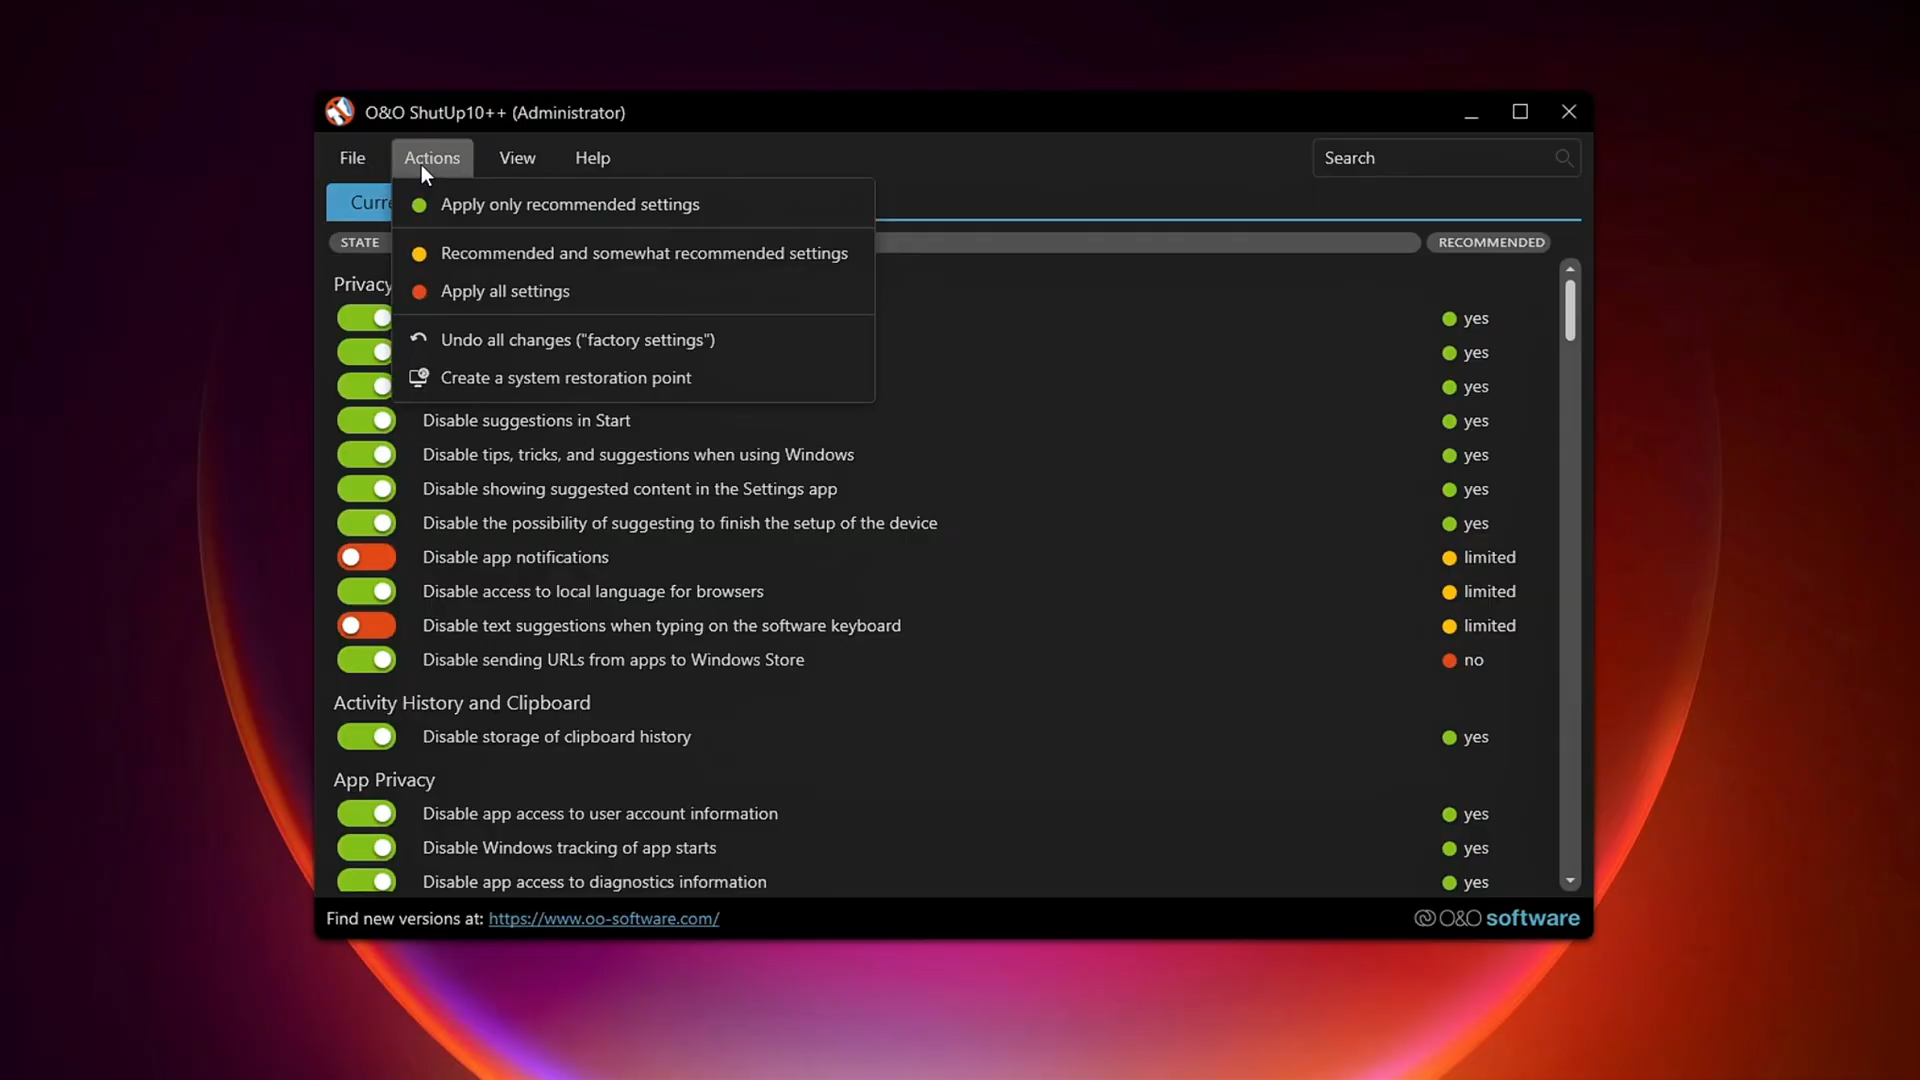 O&O ShutUp10++ (Administrator)
File Actions View Help Search
Curre
Apply only recommended settings
STATE RECOMMENDED
Recommended and somewhat recommended settings
Privacy
Apply all settings
yes
Undo all changes ("factory settings")
yes
Create a system restoration point
yes
Disable suggestions in Start yes
Disable tips, tricks, and suggestions when using Windows yes
Disable showing suggested content in the Settings app yes
Disable the possibility of suggesting to finish the setup of the device yes
Disable app notifications limited
Disable access to local language for browsers limited
Disable text suggestions when typing on the software keyboard limited
Disable sending URLs from apps to Windows Store no
Activity History and Clipboard
Disable storage of clipboard history yes
App Privacy
Disable app access to user account information yes
Disable Windows tracking of app starts yes
Disable app access to diagnostics information yes
Find new versions at: https://www.oo-software.com/ O&O software